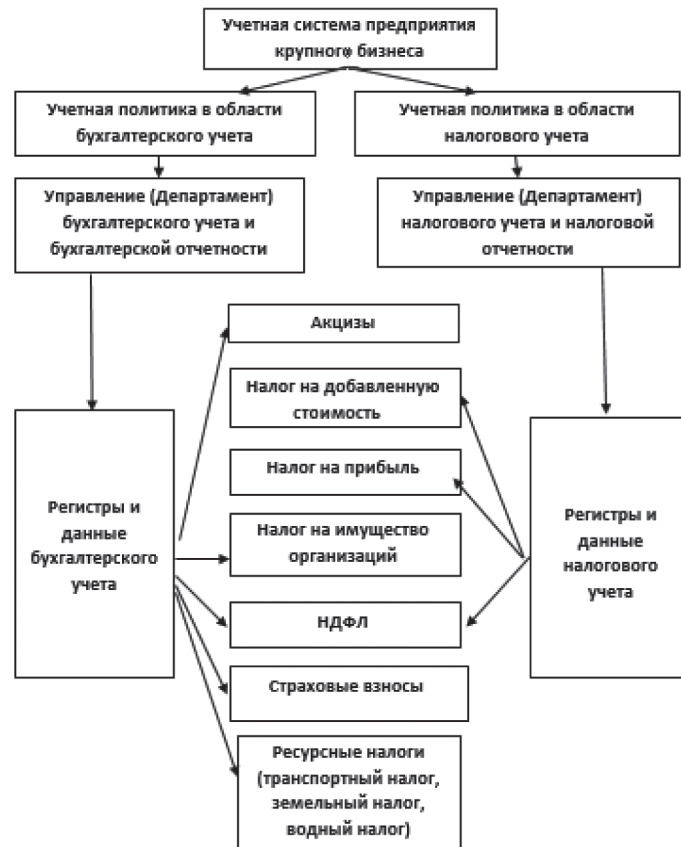 Учетная система предприятия
крупного бизнеса
Учетная политика в области
бухгалтерского учета
Учетная политика в области
налогового учета
Управление (Департамент)
бухгалтерского учета и
бухгалтерской отчетности
Управление (Департамент)
налогового учета и налоговой
отчетности
Акцизы
Налог на добавленную
стоимость
Налог на прибыль
Налог на имущество
организаций
НДФЛ
Страховые взносы
Ресурсные налоги
(транспортный налог,
земельный налог,
водный налог)
Регистры и
данные
бухгалтерского
учета
Регистры и
данные
налогового
учета